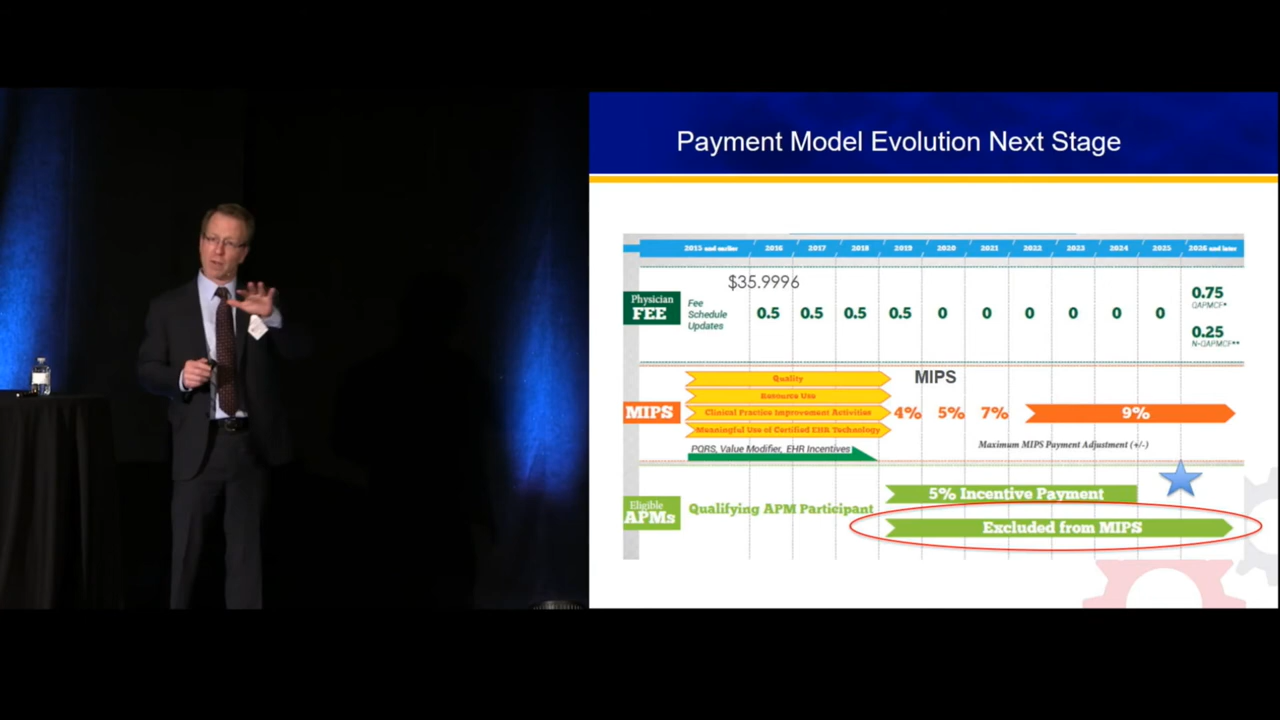 Payment Model Evolution Next Stage
2015 and earlier 2016 2017 2018 2019 2020 2021 2022 2023 2024 2025 2026 and later
$35.9996
Physician
FEE
Fee
Schedule
Updates
0.5 0.5 0.5 0.5 0 0 0 0 0 0
0.75
QAPMCF*
0.25
N-QAPMCF**
MIPS
Quality
Resource Use
Clinical Practice Improvement Activities
Meaningful Use of Certified EHR Technology
PQRS, Value Modifier, EHR Incentives
MIPS
4% 5% 7% 9%
Maximum MIPS Payment Adjustment (+/-)
Eligible
APMs
Qualifying APM Participant
5% Incentive Payment
Excluded from MIPS